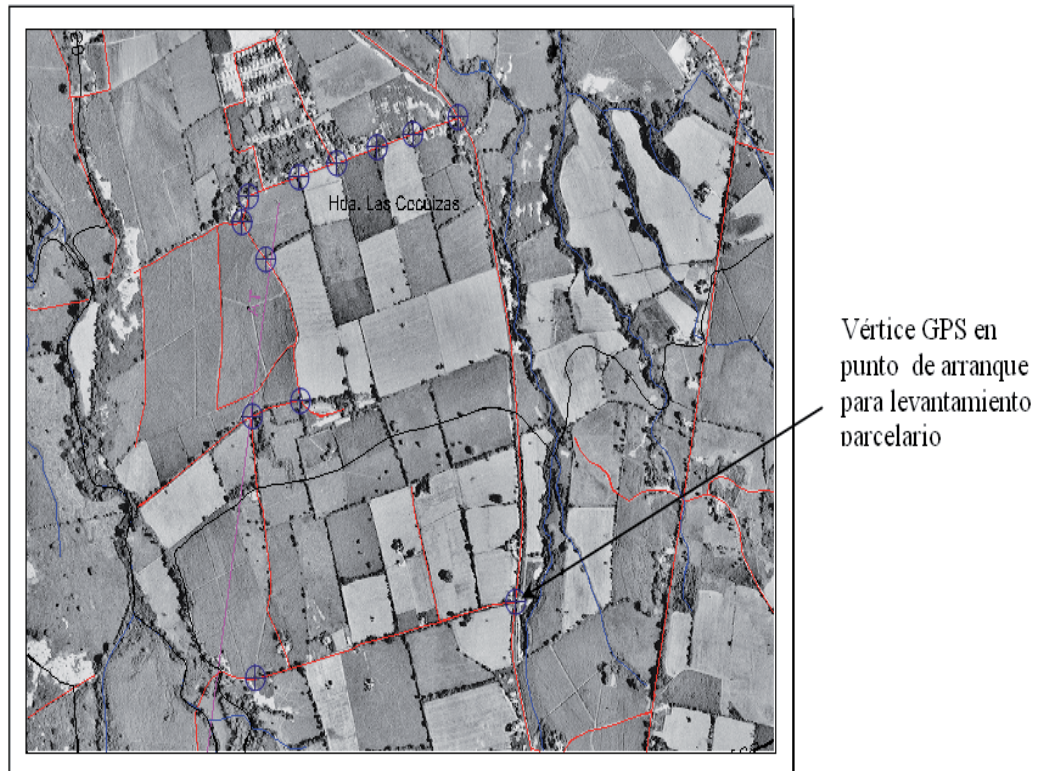 Hda. Las Cocuizas
Vértice GPS en
punto de arranque
para levantamiento
parcelario